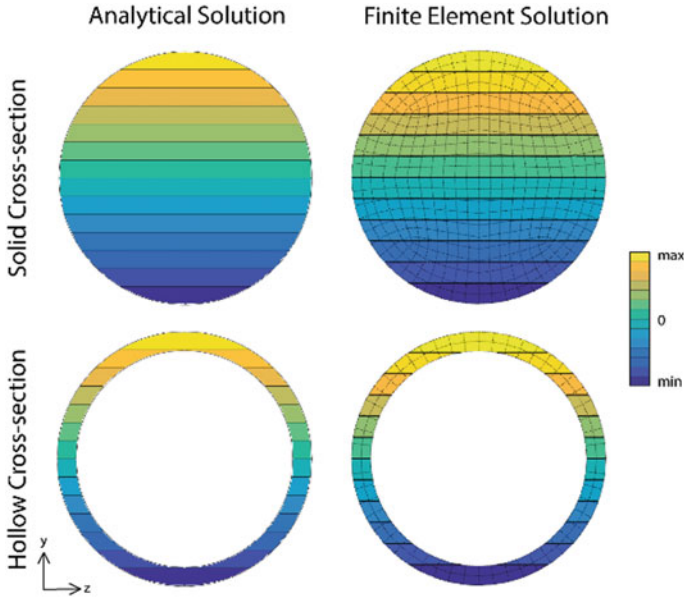 Analytical Solution
Finite Element Solution
Solid Cross-section
max
0
min
Hollow Cross-section
y
z